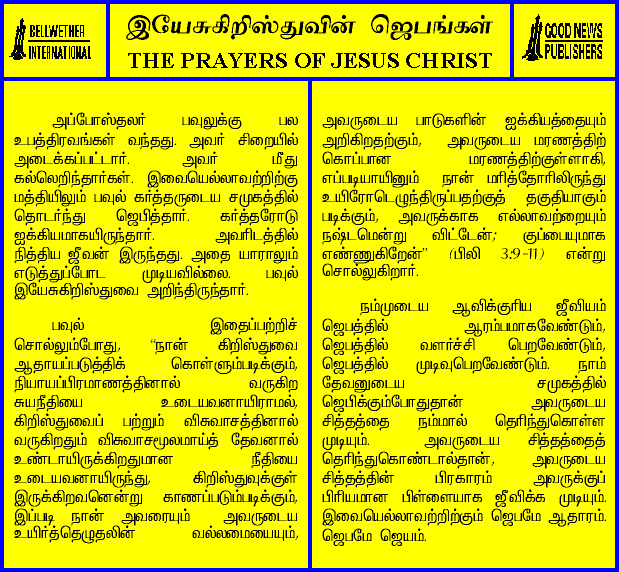 BELLWETHER
INTERNATIONAL
இயேசுகிறிஸ்துவின் ஜெபங்கள்
THE PRAYERS OF JESUS CHRIST
GOOD NEWS
PUBLISHERS
அப்போஸ்தலர் பவுலுக்கு பல
உபத்திரவங்கள் வந்தது. அவர் சிறையில்
அடைக்கப்பட்டார். அவர் மீது
கல்லெறிந்தார்கள். இவையெல்லாவற்றிற்கு
மத்தியிலும் பவுல் கர்த்தருடைய சமுகத்தில்
தொடர்ந்து ஜெபித்தார். கர்த்தரோடு
ஐக்கியமாகயிருந்தார். அவரிடத்தில்
நித்திய ஜீவன் இருந்தது. அதை யாராலும்
எடுத்துப்போட முடியவில்லை. பவுல்
இயேசுகிறிஸ்துவை அறிந்திருந்தார்.
பவுல் இதைப்பற்றிச்
சொல்லும்போது, “நான் கிறிஸ்துவை
ஆதாயப்படுத்திக் கொள்ளும்படிக்கும்,
நியாயப்பிரமாணத்தினால் வருகிற
சுயநீதியை உடையவனாயிராமல்,
கிறிஸ்துவைப் பற்றும் விசுவாசத்தினால்
வருகிறதும் விசுவாசமூலமாய்த் தேவனால்
உண்டாயிருக்கிறதுமான நீதியை
உடையவனாயிருந்து, கிறிஸ்துவுக்குள்
இருக்கிறவனென்று காணப்படும்படிக்கும்,
இப்படி நான் அவரையும் அவருடைய
உயிர்த்தெழுதலின் வல்லமையையும்,
அவருடைய பாடுகளின் ஐக்கியத்தையும்
அறிகிறதற்கும், அவருடைய மரணத்திற்
கொப்பான மரணத்திற்குள்ளாகி,
எப்படியாயினும் நான் மரித்தோரிலிருந்து
உயிரோடெழுந்திருப்பதற்குத் தகுதியாகும்
படிக்கும், அவருக்காக எல்லாவற்றையும்
நஷ்டமென்று விட்டேன்; குப்பையுமாக
எண்ணுகிறேன்” (பிலி 3:9-11) என்று
சொல்லுகிறார்.
நம்முடைய ஆவிக்குரிய ஜீவியம்
ஜெபத்தில் ஆரம்பமாகவேண்டும்,
ஜெபத்தில் வளர்ச்சி பெறவேண்டும்,
ஜெபத்தில் முடிவுபெறவேண்டும். நாம்
தேவனுடைய சமுகத்தில்
ஜெபிக்கும்போதுதான் அவருடைய
சித்தத்தை நம்மால் தெரிந்துகொள்ள
முடியும். அவருடைய சித்தத்தைத்
தெரிந்துகொண்டால்தான், அவருடைய
சித்தத்தின் பிரகாரம் அவருக்குப்
பிரியமான பிள்ளையாக ஜீவிக்க முடியும்.
இவையெல்லாவற்றிற்கும் ஜெபமே ஆதாரம்.
ஜெபமே ஜெயம்.